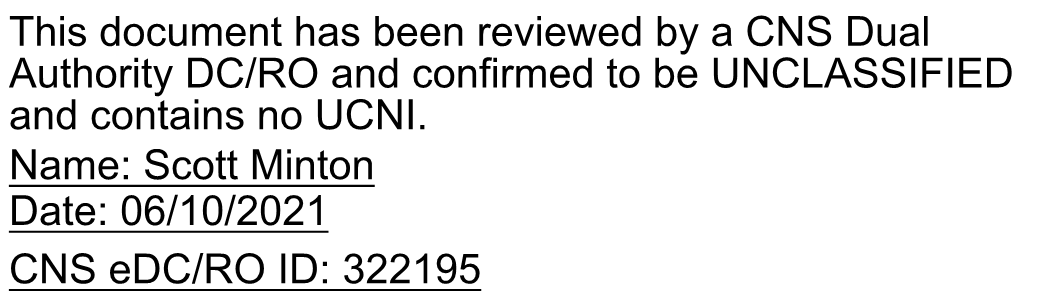 This document has been reviewed by a CNS Dual
Authority DC/RO and confirmed to be UNCLASSIFIED
and contains no UCNI.
Name: Scott Minton
Date: 06/10/2021
CNS eDC/RO ID: 322195